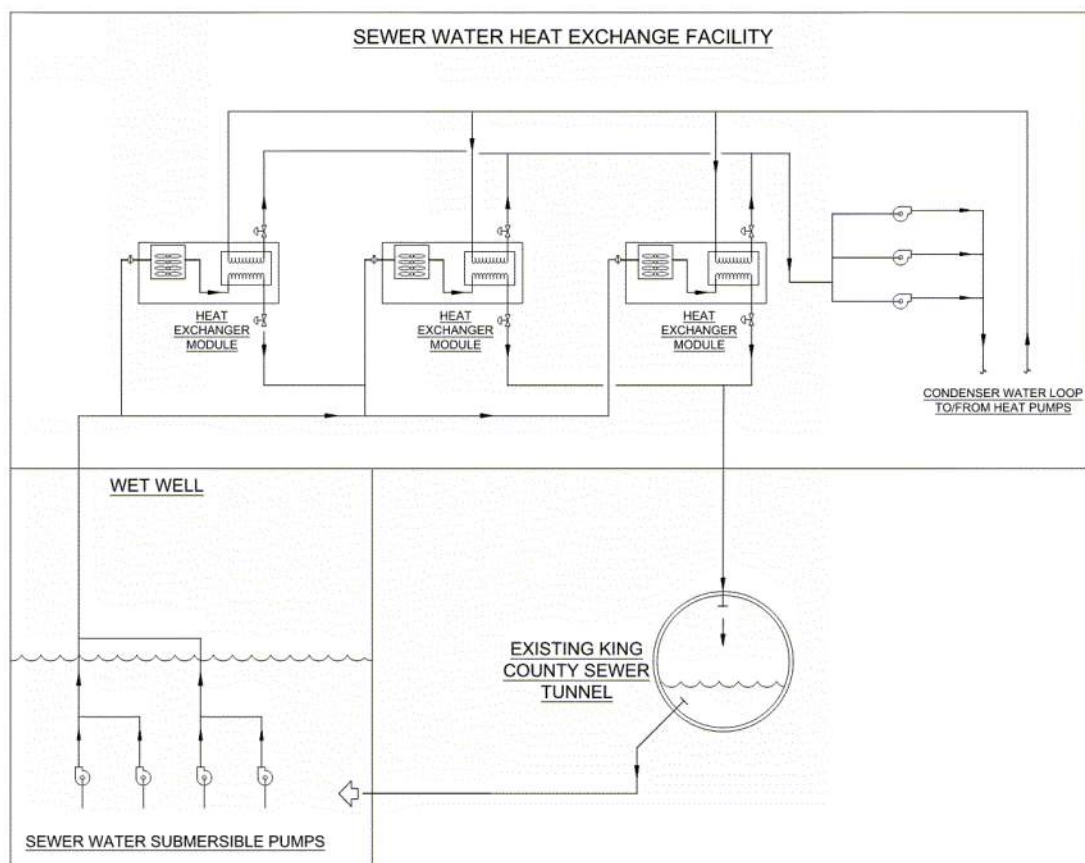 SEWER WATER HEAT EXCHANGE FACILITY
HEAT
EXCHANGER
MODULE
HEAT
EXCHANGER
MODULE
HEAT
EXCHANGER
MODULE
CONDENSER WATER LOOP
TO/FROM HEAT PUMPS
WET WELL
EXISTING KING
COUNTY SEWER
TUNNEL
SEWER WATER SUBMERSIBLE PUMPS